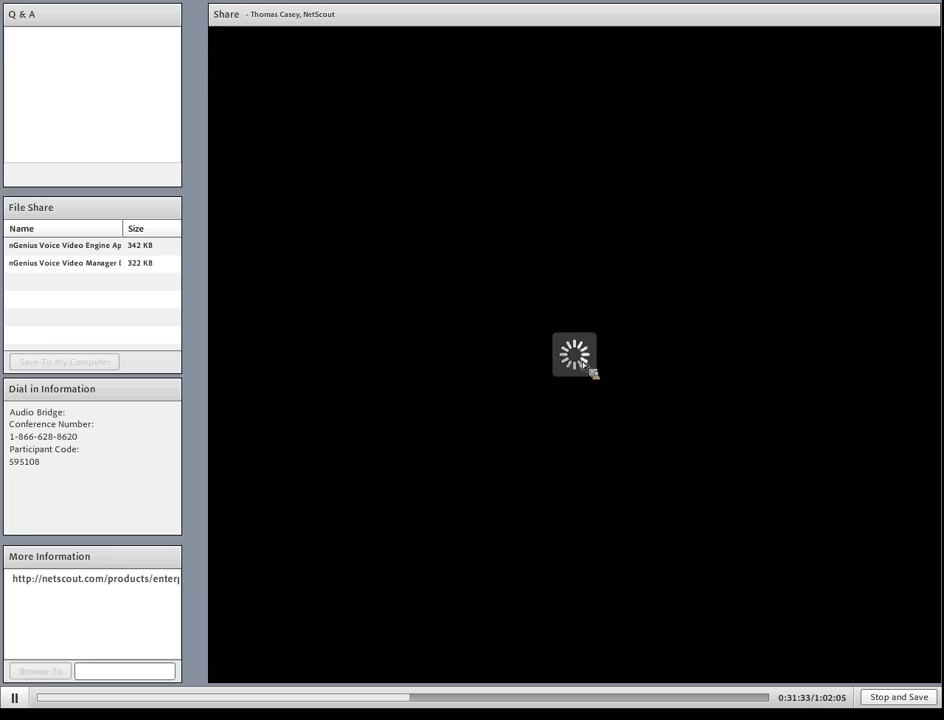 Q & A
Share - Thomas Casey, NetScout
File Share
Name Size
nGenius Voice Video Engine Ap 342 KB
nGenius Voice Video Manager 322 KB
Save To My Computer
Dial in Information
Audio Bridge:
Conference Number:
1-866-628-8620
Participant Code:
595108
More Information
http://netscout.com/products/enter
Browse To
0:31:33/1:02:05
Stop and Save